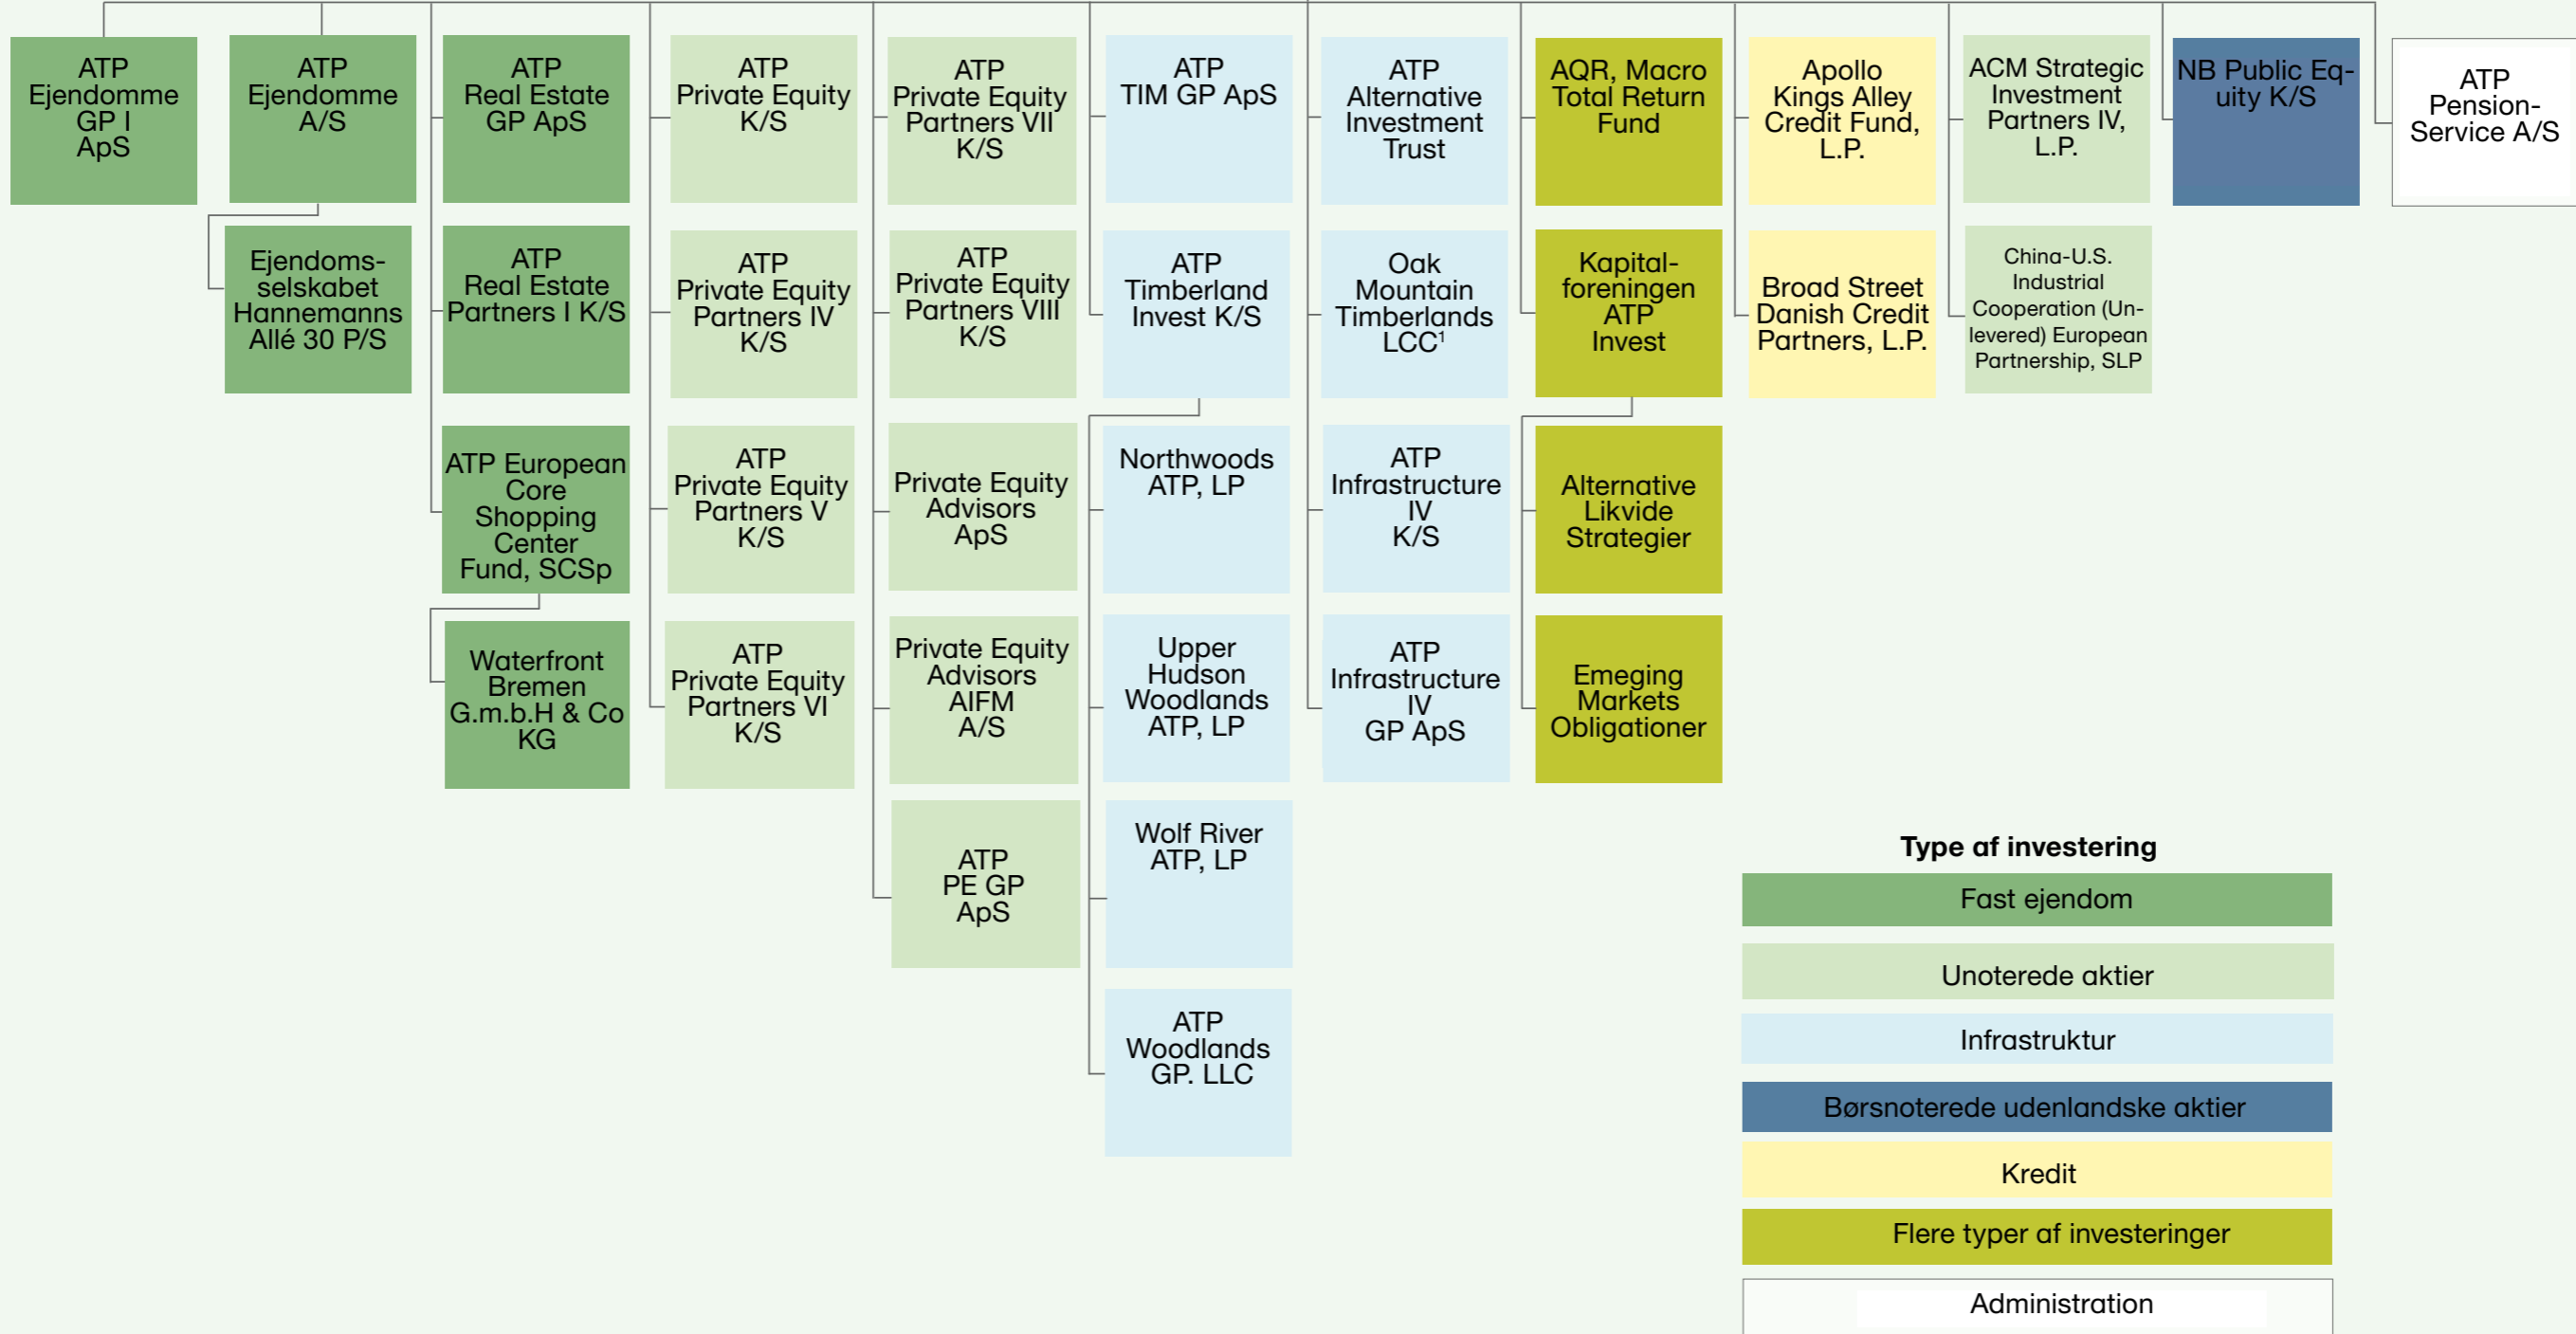 ATP
Ejendomme
GP I
ApS
ATP
Ejendomme
A/S
ATP
Real Estate
GP ApS
ATP
Private Equity
K/S
ATP
Private Equity
Partners VII
K/S
ATP
TIM GP ApS
ATP
Alternative
Investment
Trust
AQR, Macro
Total Return
Fund
Apollo
Kings Alley
Credit Fund,
L.P.
ACM Strategic
Investment
Partners IV,
L.P.
NB Public Eq-
uity K/S
ATP
Pension-
Service A/S
Ejendoms-
selskabet
Hannemanns
Allé 30 P/S
ATP
Real Estate
Partners I K/S
ATP
Private Equity
Partners IV
K/S
ATP
Private Equity
Partners VIII
K/S
ATP
Timberland
Invest K/S
Oak
Mountain
Timberlands
LCC¹
Kapital-
foreningen
ATP
Invest
Broad Street
Danish Credit
Partners, L.P.
China-U.S.
Industrial
Cooperation (Un-
levered) European
Partnership, SLP
ATP European
Core
Shopping
Center
Fund, SCSp
ATP
Private Equity
Partners V
K/S
Private Equity
Advisors
ApS
Northwoods
ATP, LP
ATP
Infrastructure
IV
K/S
Alternative
Likvide
Strategier
Waterfront
Bremen
G.m.b.H & Co
KG
ATP
Private Equity
Partners VI
K/S
Private Equity
Advisors
AIFM
A/S
Upper
Hudson
Woodlands
ATP, LP
ATP
Infrastructure
IV
GP ApS
Emeging
Markets
Obligationer
ATP
PE GP
ApS
Wolf River
ATP, LP
ATP
Woodlands
GP. LLC
Type af investering
Fast ejendom
Unoterede aktier
Infrastruktur
Børsnoterede udenlandske aktier
Kredit
Flere typer af investeringer
Administration